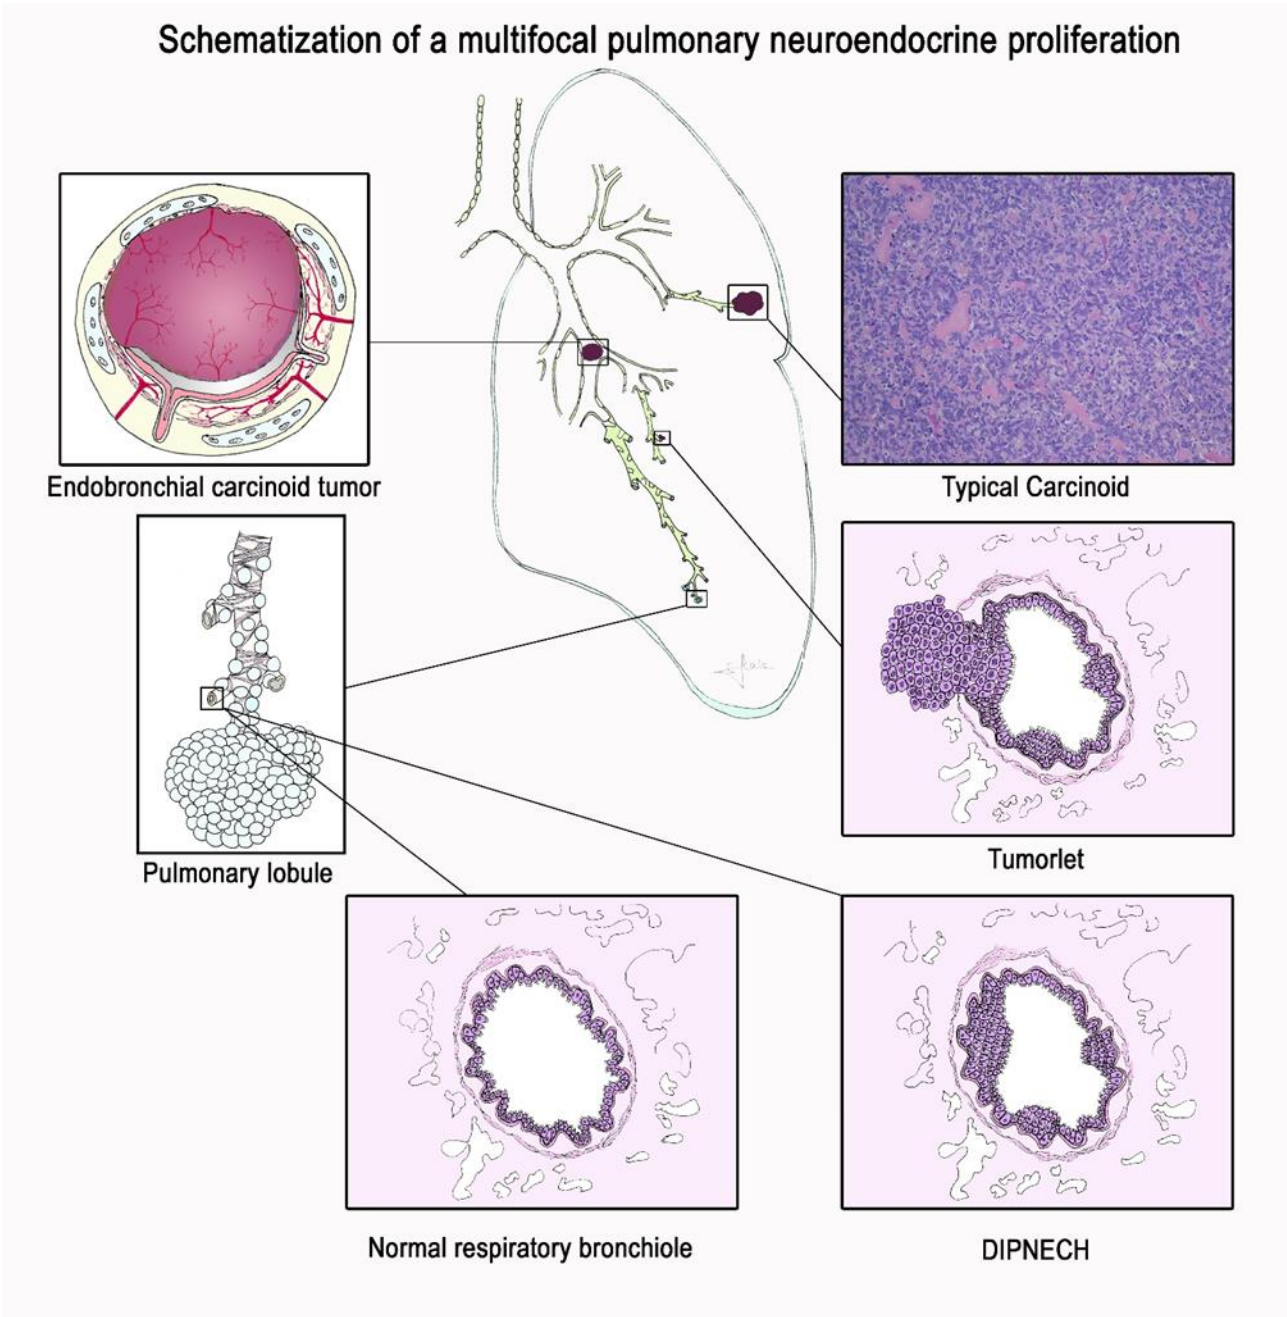 Schematization of a multifocal pulmonary neuroendocrine proliferation
Endobronchial carcinoid tumor
Typical Carcinoid
Pulmonary lobule
Tumorlet
Normal respiratory bronchiole
DIPNECH